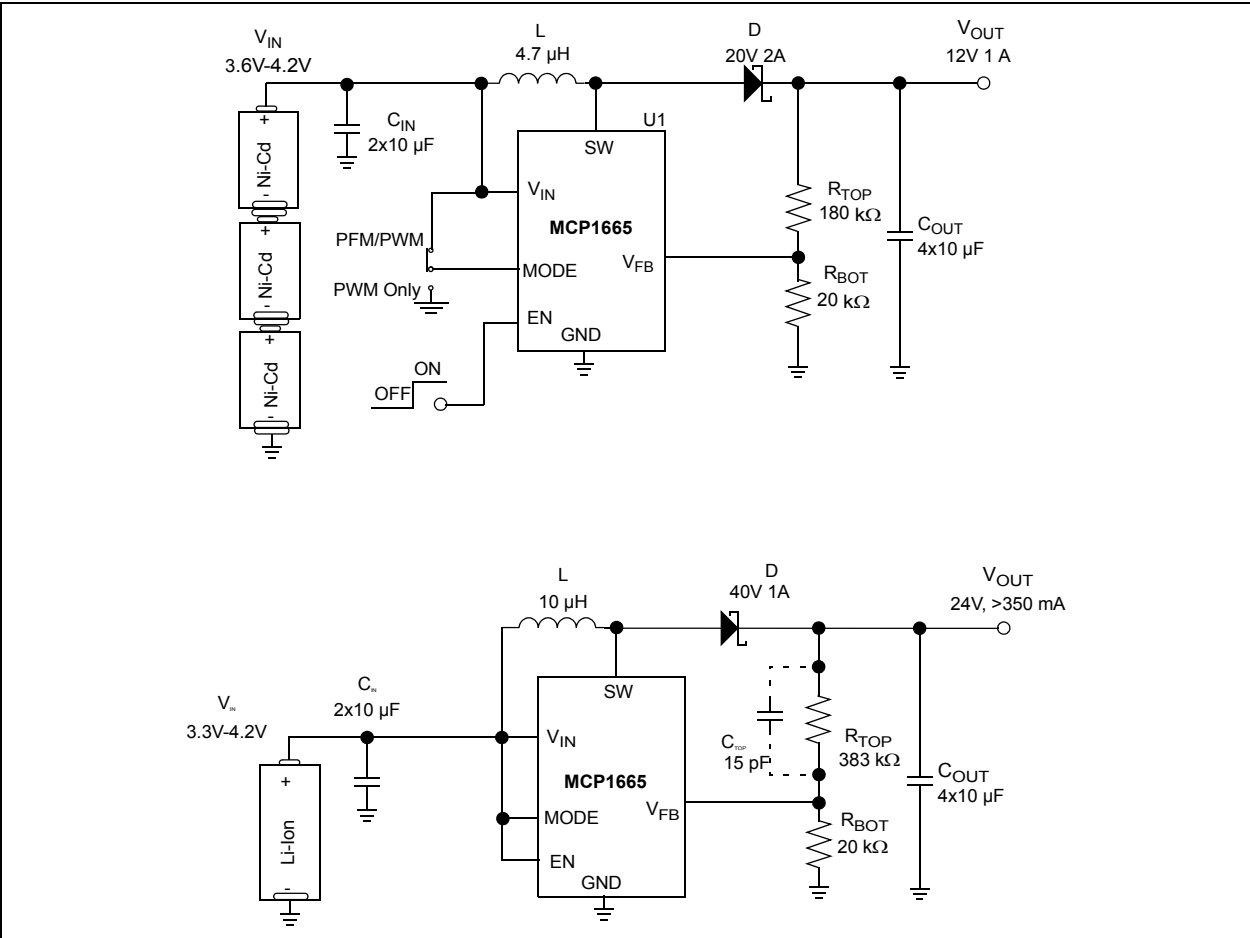 V_IN
3.6V-4.2V
L
4.7 µH
D
20V 2A
V_OUT
12V 1 A
C_IN
2x10 µF
U1
SW
V_IN
MCP1665
V_FB
MODE
EN
GND
PFM/PWM
PWM Only
ON
OFF
+
Ni-Cd
-
+
Ni-Cd
-
+
Ni-Cd
-
R_TOP
180 kΩ
R_BOT
20 kΩ
C_OUT
4x10 µF
L
10 µH
D
40V 1A
V_OUT
24V, >350 mA
V_IN
3.3V-4.2V
C_IN
2x10 µF
SW
V_IN
MCP1665
MODE
V_FB
EN
GND
+
Li-Ion
-
C_TOP
15 pF
R_TOP
383 kΩ
R_BOT
20 kΩ
C_OUT
4x10 µF